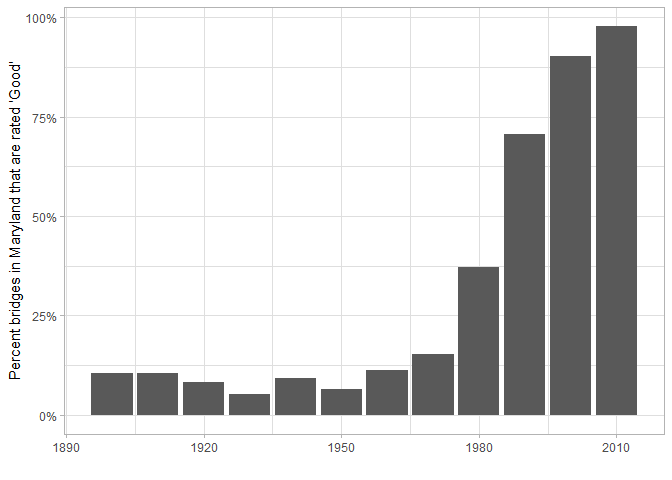 Percent bridges in Maryland that are rated 'Good'
100%
75%
50%
25%
0%
1890 1920 1950 1980 2010